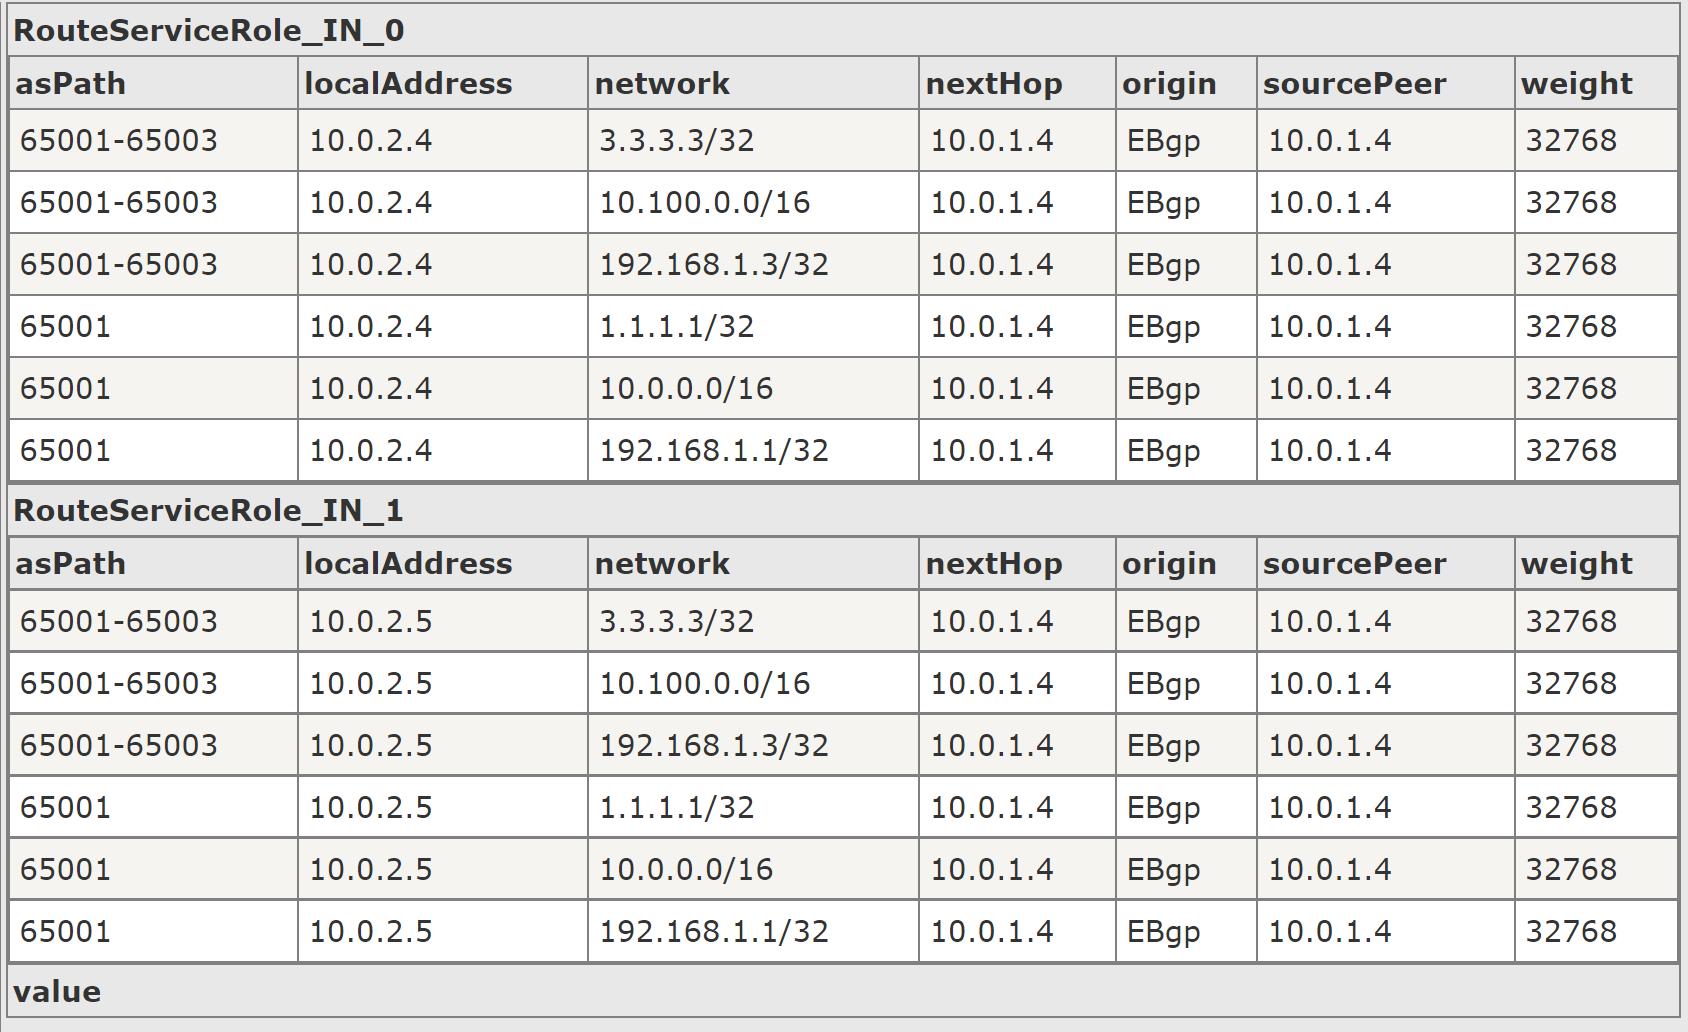 RouteServiceRole_IN_0
asPath localAddress network nextHop origin sourcePeer weight
65001-65003 10.0.2.4 3.3.3.3/32 10.0.1.4 EBgp 10.0.1.4 32768
65001-65003 10.0.2.4 10.100.0.0/16 10.0.1.4 EBgp 10.0.1.4 32768
65001-65003 10.0.2.4 192.168.1.3/32 10.0.1.4 EBgp 10.0.1.4 32768
65001 10.0.2.4 1.1.1.1/32 10.0.1.4 EBgp 10.0.1.4 32768
65001 10.0.2.4 10.0.0.0/16 10.0.1.4 EBgp 10.0.1.4 32768
65001 10.0.2.4 192.168.1.1/32 10.0.1.4 EBgp 10.0.1.4 32768
RouteServiceRole_IN_1
asPath localAddress network nextHop origin sourcePeer weight
65001-65003 10.0.2.5 3.3.3.3/32 10.0.1.4 EBgp 10.0.1.4 32768
65001-65003 10.0.2.5 10.100.0.0/16 10.0.1.4 EBgp 10.0.1.4 32768
65001-65003 10.0.2.5 192.168.1.3/32 10.0.1.4 EBgp 10.0.1.4 32768
65001 10.0.2.5 1.1.1.1/32 10.0.1.4 EBgp 10.0.1.4 32768
65001 10.0.2.5 10.0.0.0/16 10.0.1.4 EBgp 10.0.1.4 32768
65001 10.0.2.5 192.168.1.1/32 10.0.1.4 EBgp 10.0.1.4 32768
value